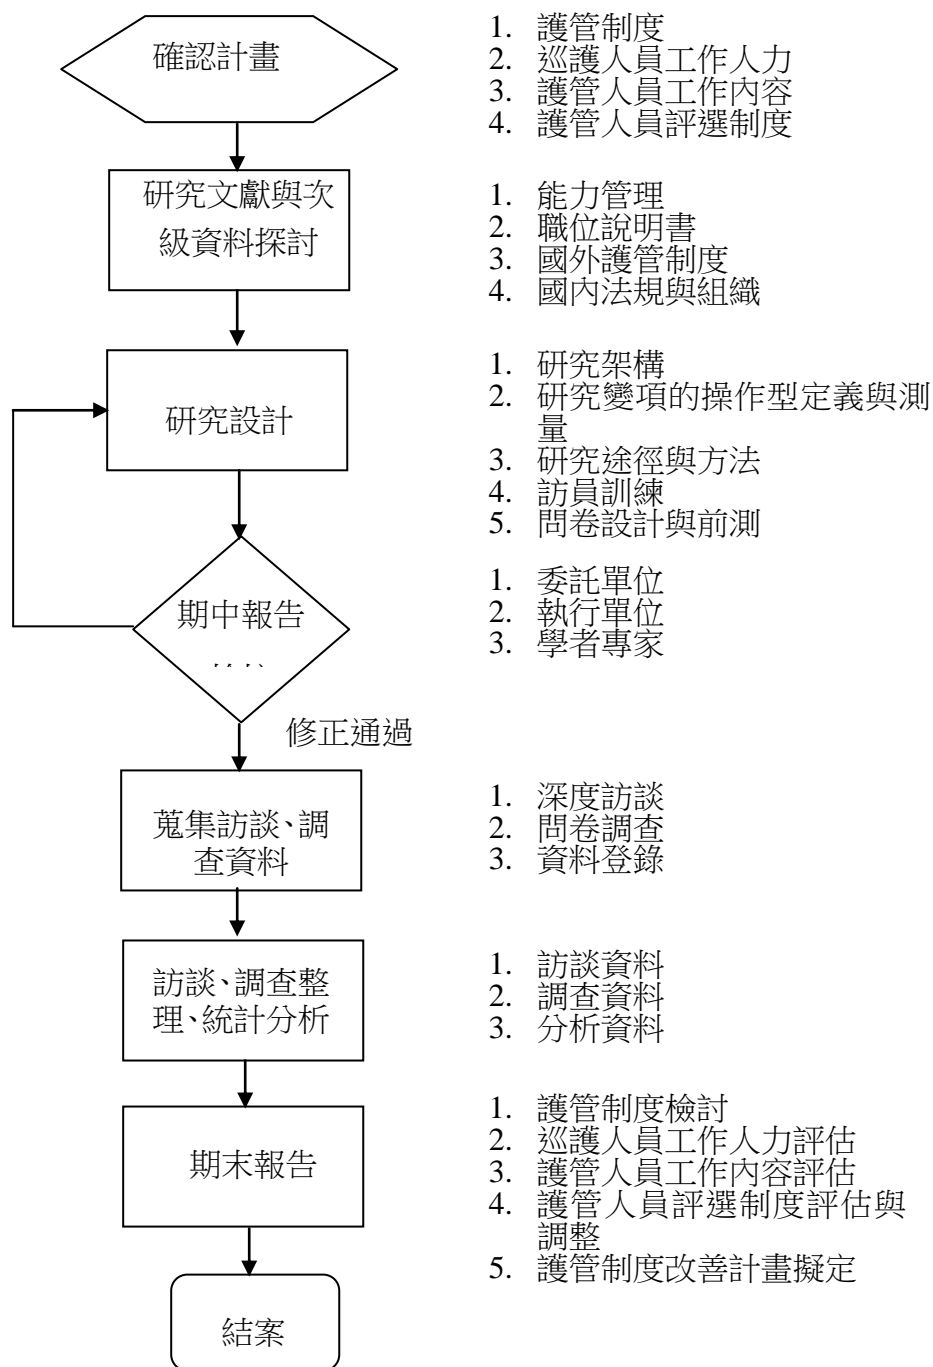 確認計畫
1. 護管制度
2. 巡護人員工作人力
3. 護管人員工作內容
4. 護管人員評選制度
研究文獻與次
級資料探討
1. 能力管理
2. 職位說明書
3. 國外護管制度
4. 國內法規與組織
研究設計
1. 研究架構
2. 研究變項的操作型定義與測
量
3. 研究途徑與方法
4. 訪員訓練
5. 問卷設計與前測
期中報告
1. 委託單位
2. 執行單位
3. 學者專家
修正通過
蒐集訪談、調
查資料
1. 深度訪談
2. 問卷調查
3. 資料登錄
訪談、調查整
理、統計分析
1. 訪談資料
2. 調查資料
3. 分析資料
期末報告
1. 護管制度檢討
2. 巡護人員工作人力評估
3. 護管人員工作內容評估
4. 護管人員評選制度評估與
調整
5. 護管制度改善計畫擬定
結案